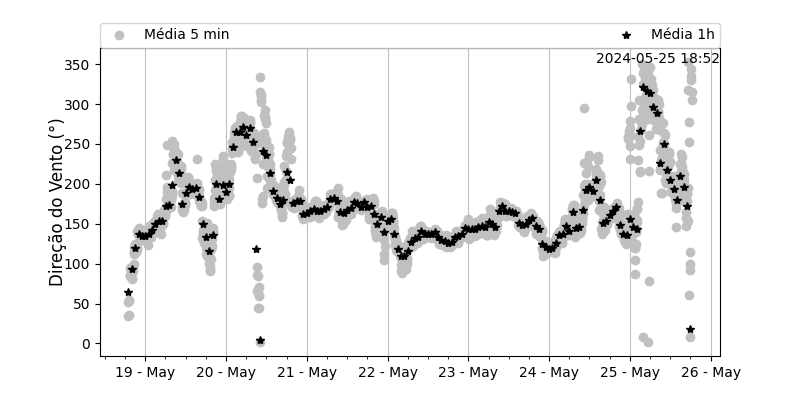 Média 5 min
Média 1h
2024-05-25 18:52
Direção do Vento (°)
350
300
250
200
150
100
50
0
19 - May
20 - May
21 - May
22 - May
23 - May
24 - May
25 - May
26 - May